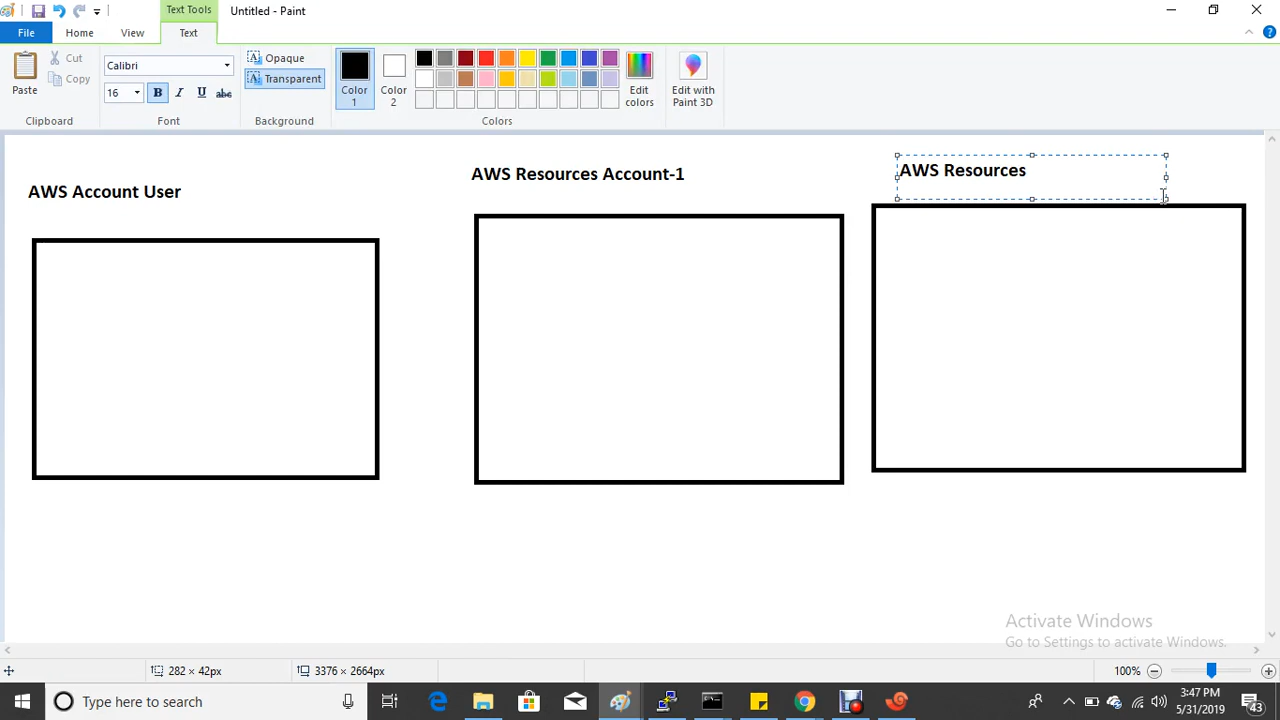 Text Tools
Untitled - Paint
File
Home
View
Text
Paste
Cut
Copy
Clipboard
Calibri
16
B
I
U
abc
Font
A
Opaque
A
Transparent
Background
Color
1
Color
2
Edit
colors
Colors
Edit with
Paint 3D
AWS Account User
AWS Resources Account-1
AWS Resources
Activate Windows
Go to Settings to activate Windows.
282 × 42px
3376 × 2664px
100%
Type here to search
3:47 PM
5/31/2019
43